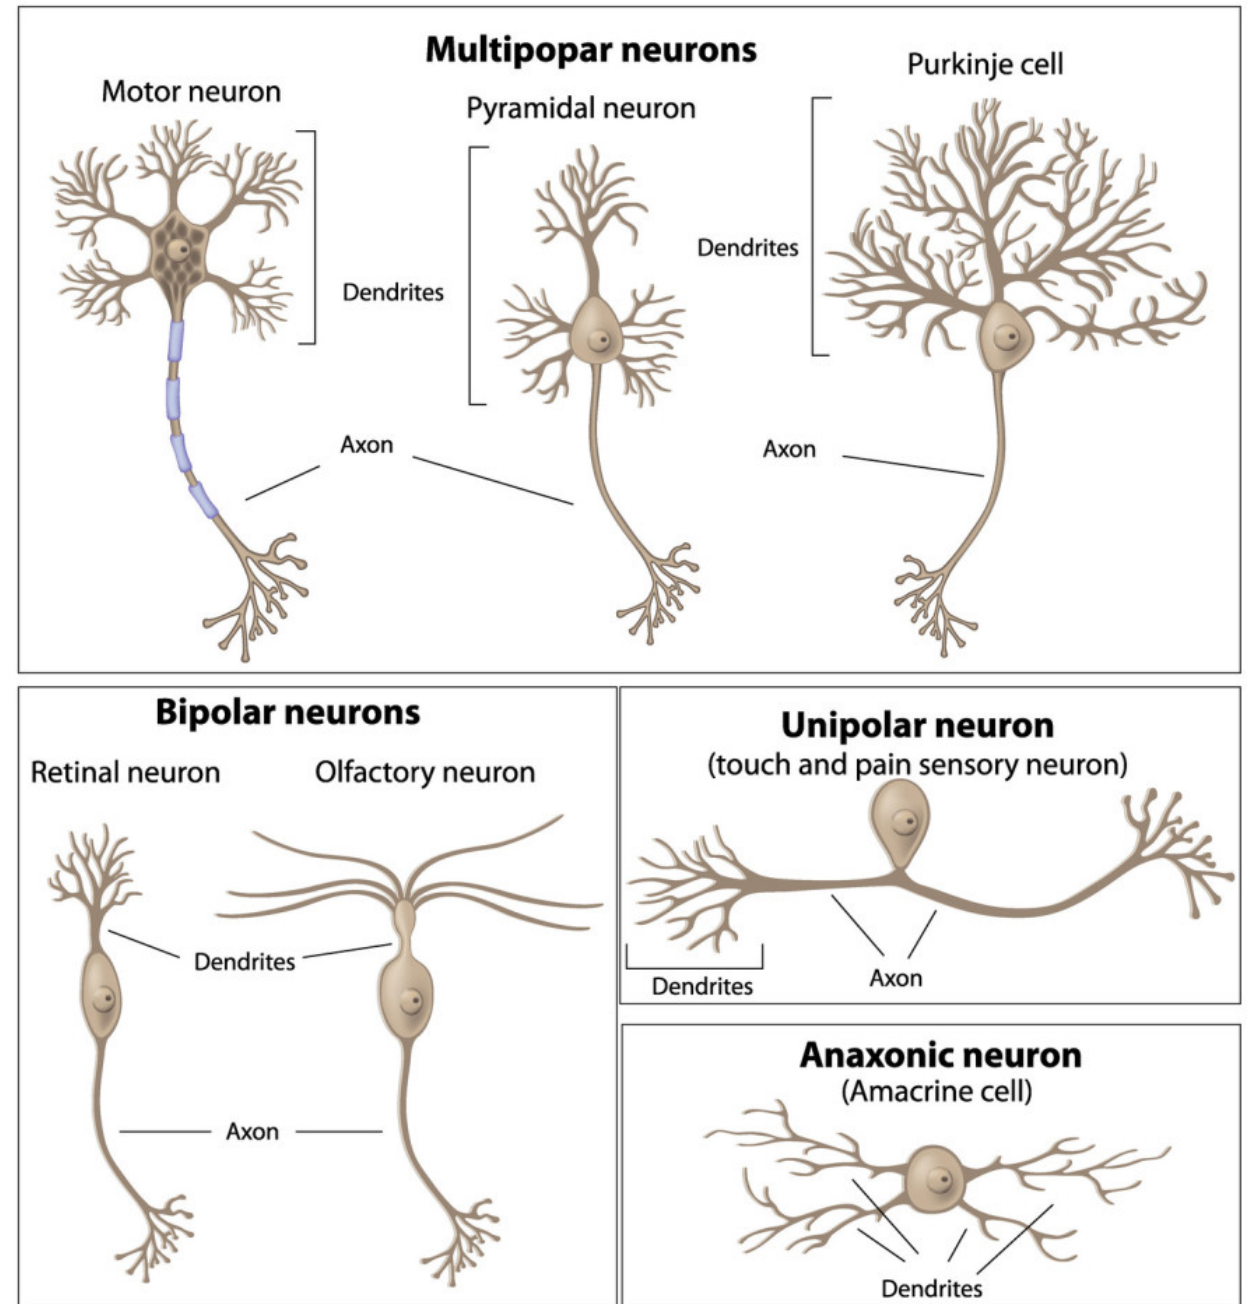 Multipopar neurons
Motor neuron
Pyramidal neuron
Purkinje cell
Dendrites
Dendrites
Axon
Axon
Bipolar neurons
Retinal neuron
Olfactory neuron
Dendrites
Axon
Unipolar neuron
(touch and pain sensory neuron)
Dendrites
Axon
Anaxonic neuron
(Amacrine cell)
Dendrites